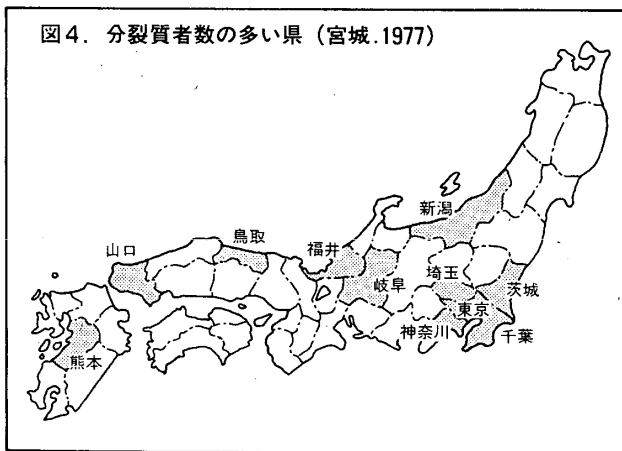 図4. 分裂質者数の多い県（宮城.1977）
新潟
鳥取
福井
山口
岐阜
埼玉
茨城
東京
神奈川
千葉
熊本